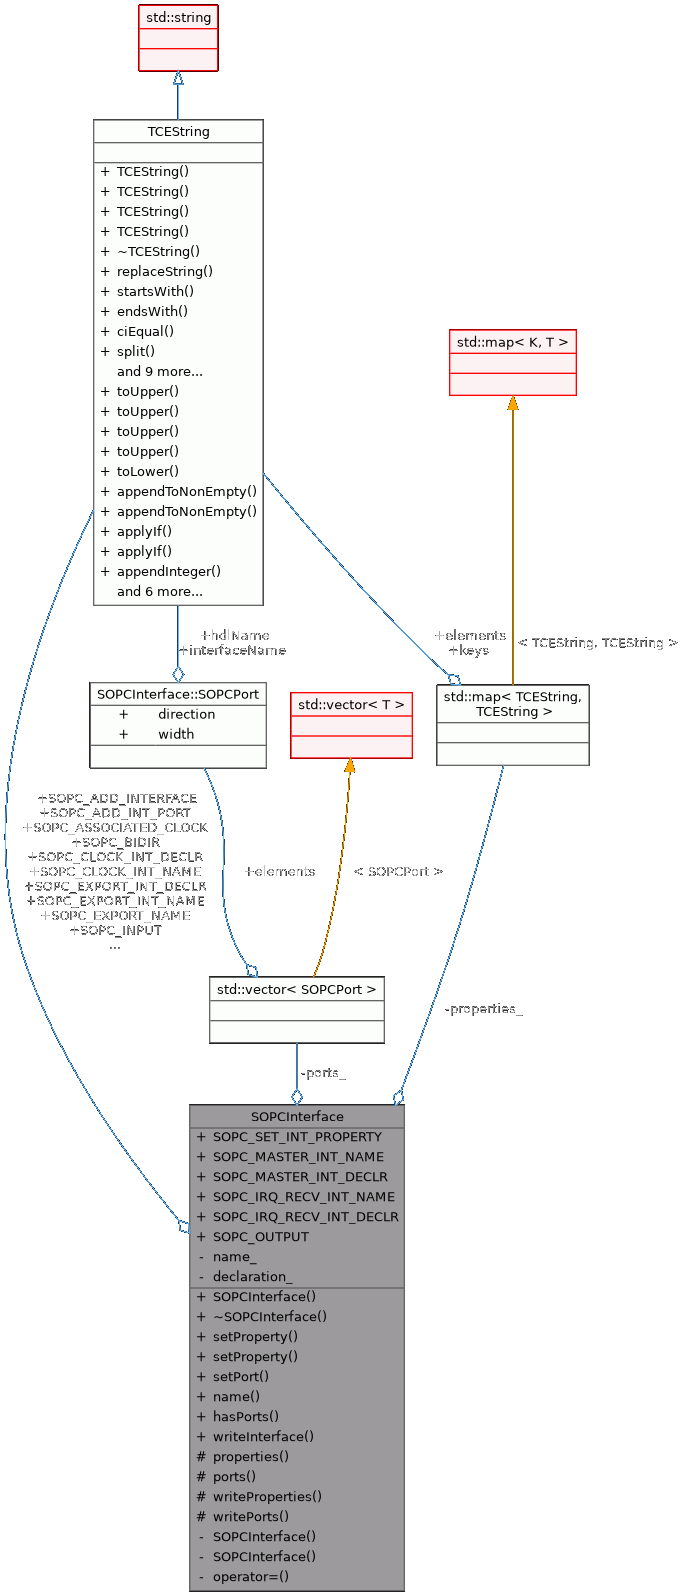 std::string
TCEString
+ TCEString()
+ TCEString()
+ TCEString()
+ TCEString()
+ ~TCEString()
+ replaceString()
+ startsWith()
+ endsWith()
+ ciEqual()
+ split()
and 9 more...
+ toUpper()
+ toUpper()
+ toUpper()
+ toUpper()
+ toLower()
+ appendToNonEmpty()
+ appendToNonEmpty()
+ applyIf()
+ applyIf()
+ appendInteger()
and 6 more...
std::map< K, T >
+hdlName
+interfaceName
+elements
+keys
< TCEString, TCEString >
SOPCInterface::SOPCPort
+ direction
+ width
std::vector< T >
std::map< TCEString,
TCEString >
+SOPC_ADD_INTERFACE
+SOPC_ADD_INT_PORT
+SOPC_ASSOCIATED_CLOCK
+SOPC_BIDIR
+SOPC_CLOCK_INT_DECLR
+SOPC_CLOCK_INT_NAME
+SOPC_EXPORT_INT_DECLR
+SOPC_EXPORT_INT_NAME
+SOPC_EXPORT_NAME
+SOPC_INPUT
...
+elements
< SOPCPort >
std::vector< SOPCPort >
-properties_
-ports_
SOPCInterface
+ SOPC_SET_INT_PROPERTY
+ SOPC_MASTER_INT_NAME
+ SOPC_MASTER_INT_DECLR
+ SOPC_IRQ_RECV_INT_NAME
+ SOPC_IRQ_RECV_INT_DECLR
+ SOPC_OUTPUT
- name_
- declaration_
+ SOPCInterface()
+ ~SOPCInterface()
+ setProperty()
+ setProperty()
+ setPort()
+ name()
+ hasPorts()
+ writeInterface()
# properties()
# ports()
# writeProperties()
# writePorts()
- SOPCInterface()
- SOPCInterface()
- operator=()